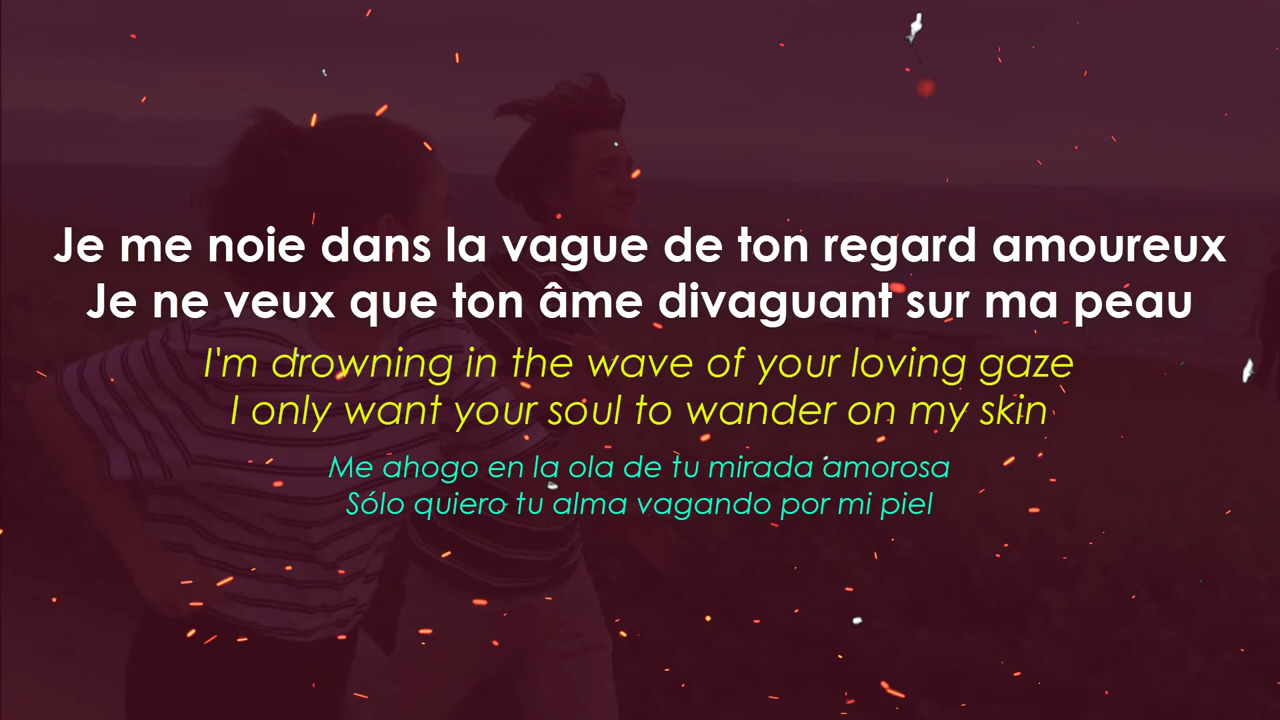 Je me noie dans la vague de ton regard amoureux
Je ne veux que ton âme divaguant sur ma peau
I'm drowning in the wave of your loving gaze
I only want your soul to wander on my skin
Me ahogo en la ola de tu mirada amorosa
Sólo quiero tu alma vagando por mi piel